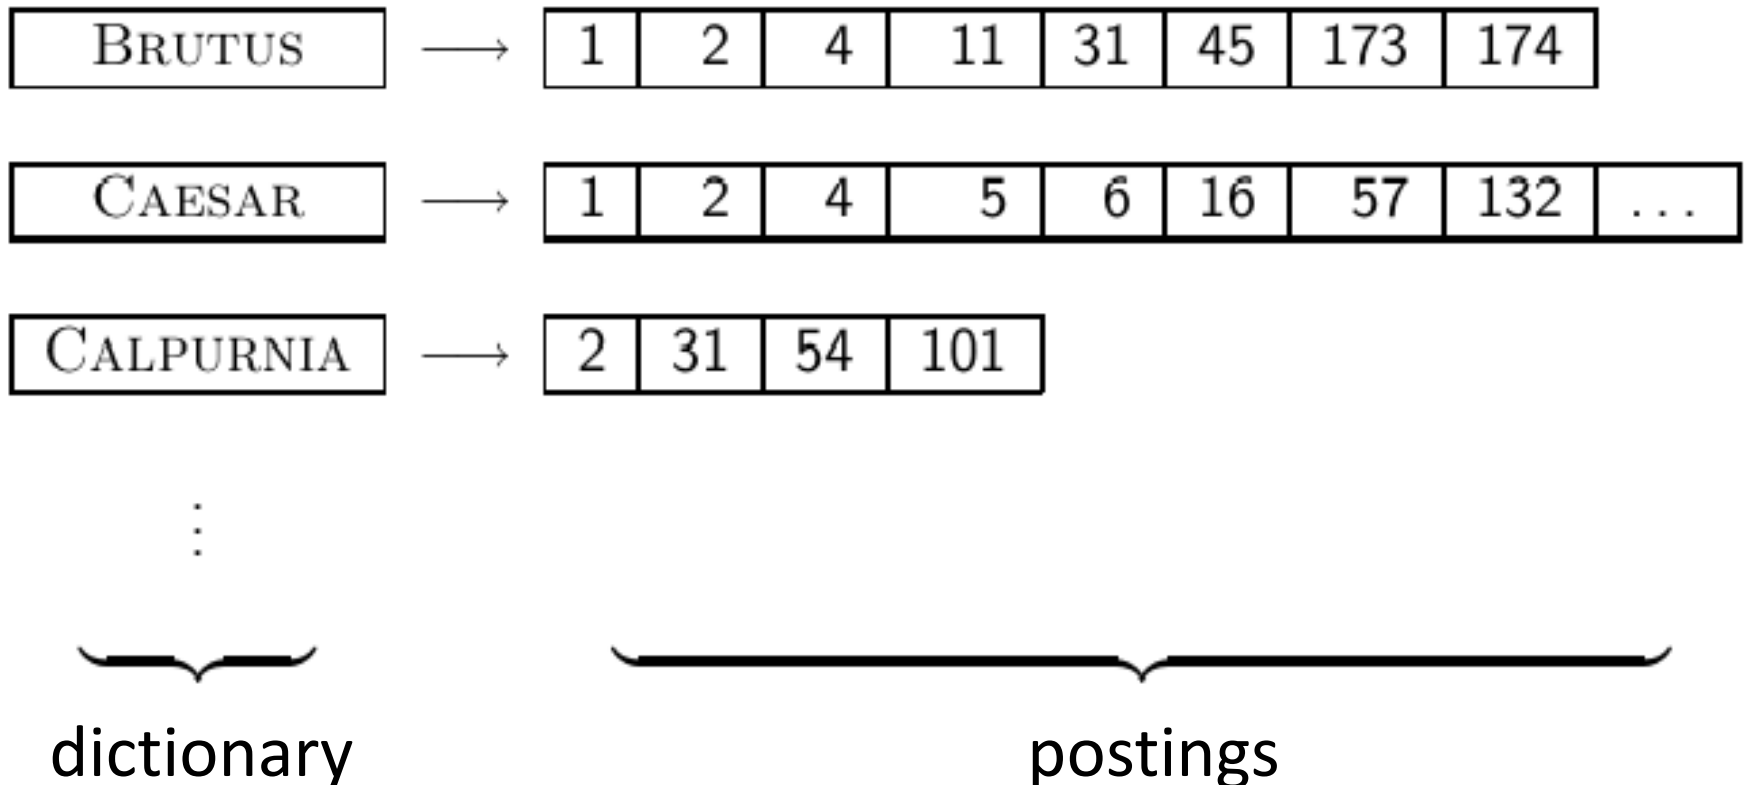 BRUTUS → 1 2 4 11 31 45 173 174
CAESAR → 1 2 4 5 6 16 57 132 ...
CALPURNIA → 2 31 54 101
⋮
dictionary postings